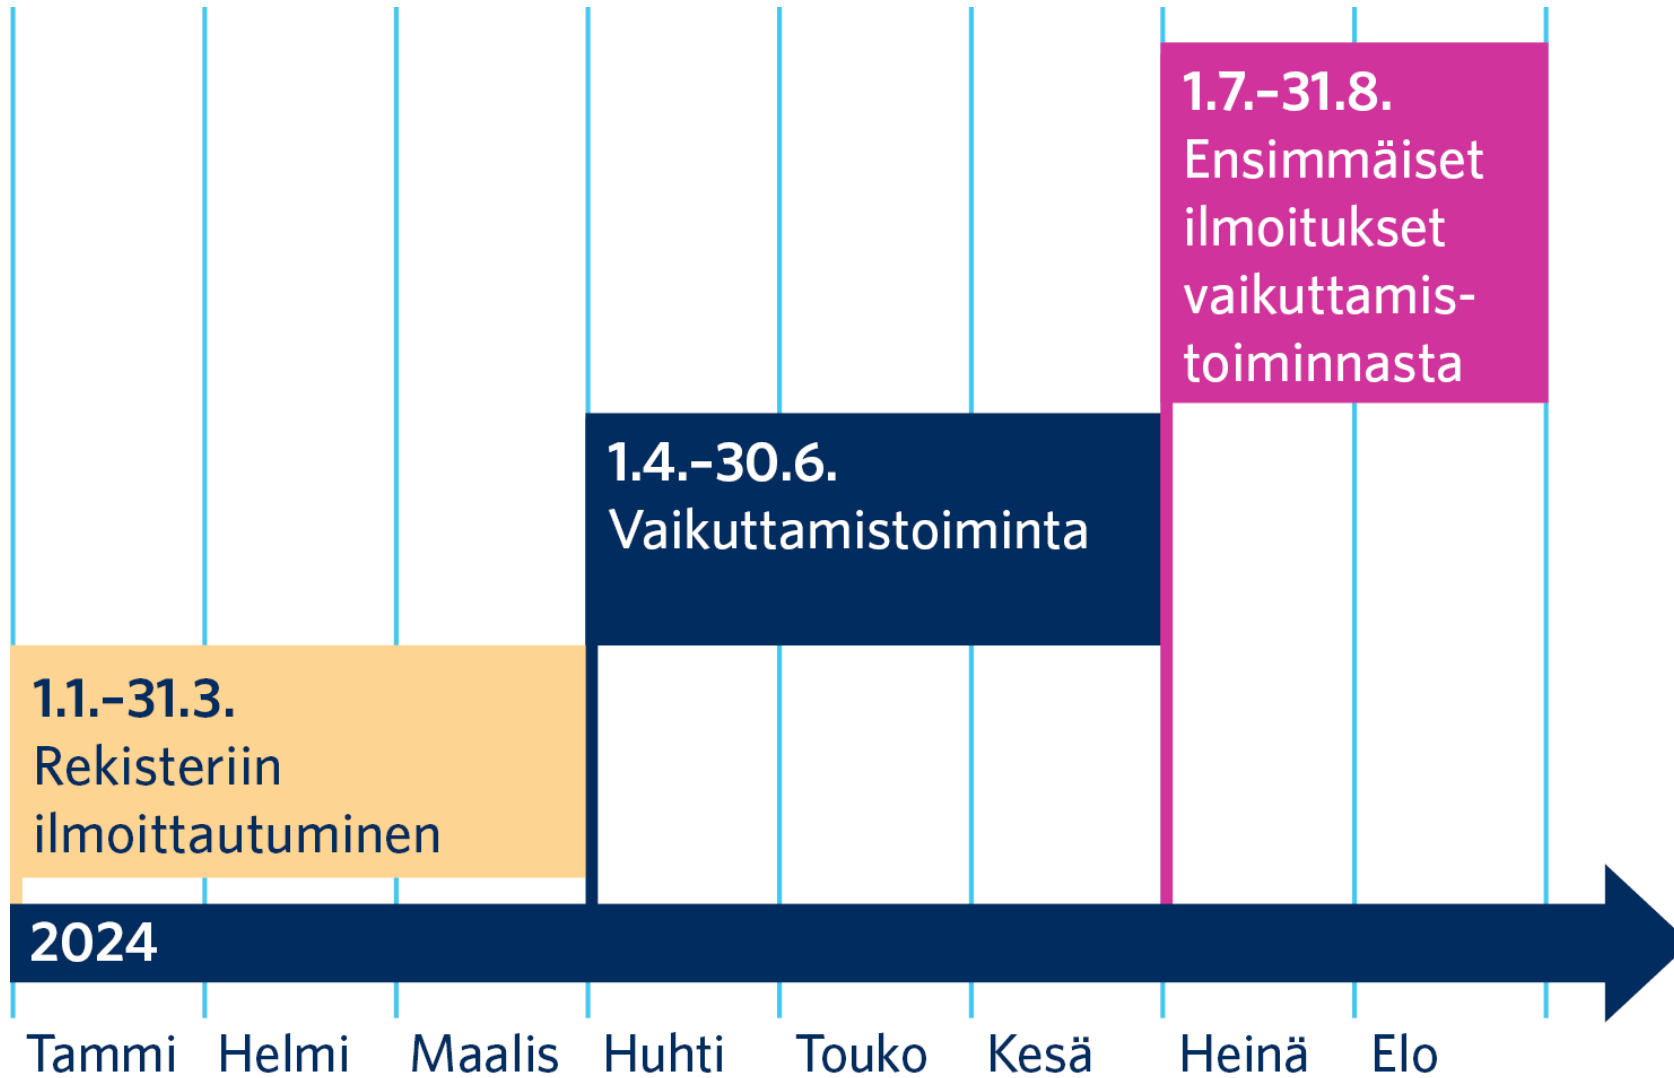 1.7.–31.8.
Ensimmäiset
ilmoitukset
vaikuttamis-
toiminnasta
1.4.–30.6.
Vaikuttamistoiminta
1.1.–31.3.
Rekisteriin
ilmoittautuminen
2024
Tammi Helmi Maalis Huhti Touko Kesä Heinä Elo